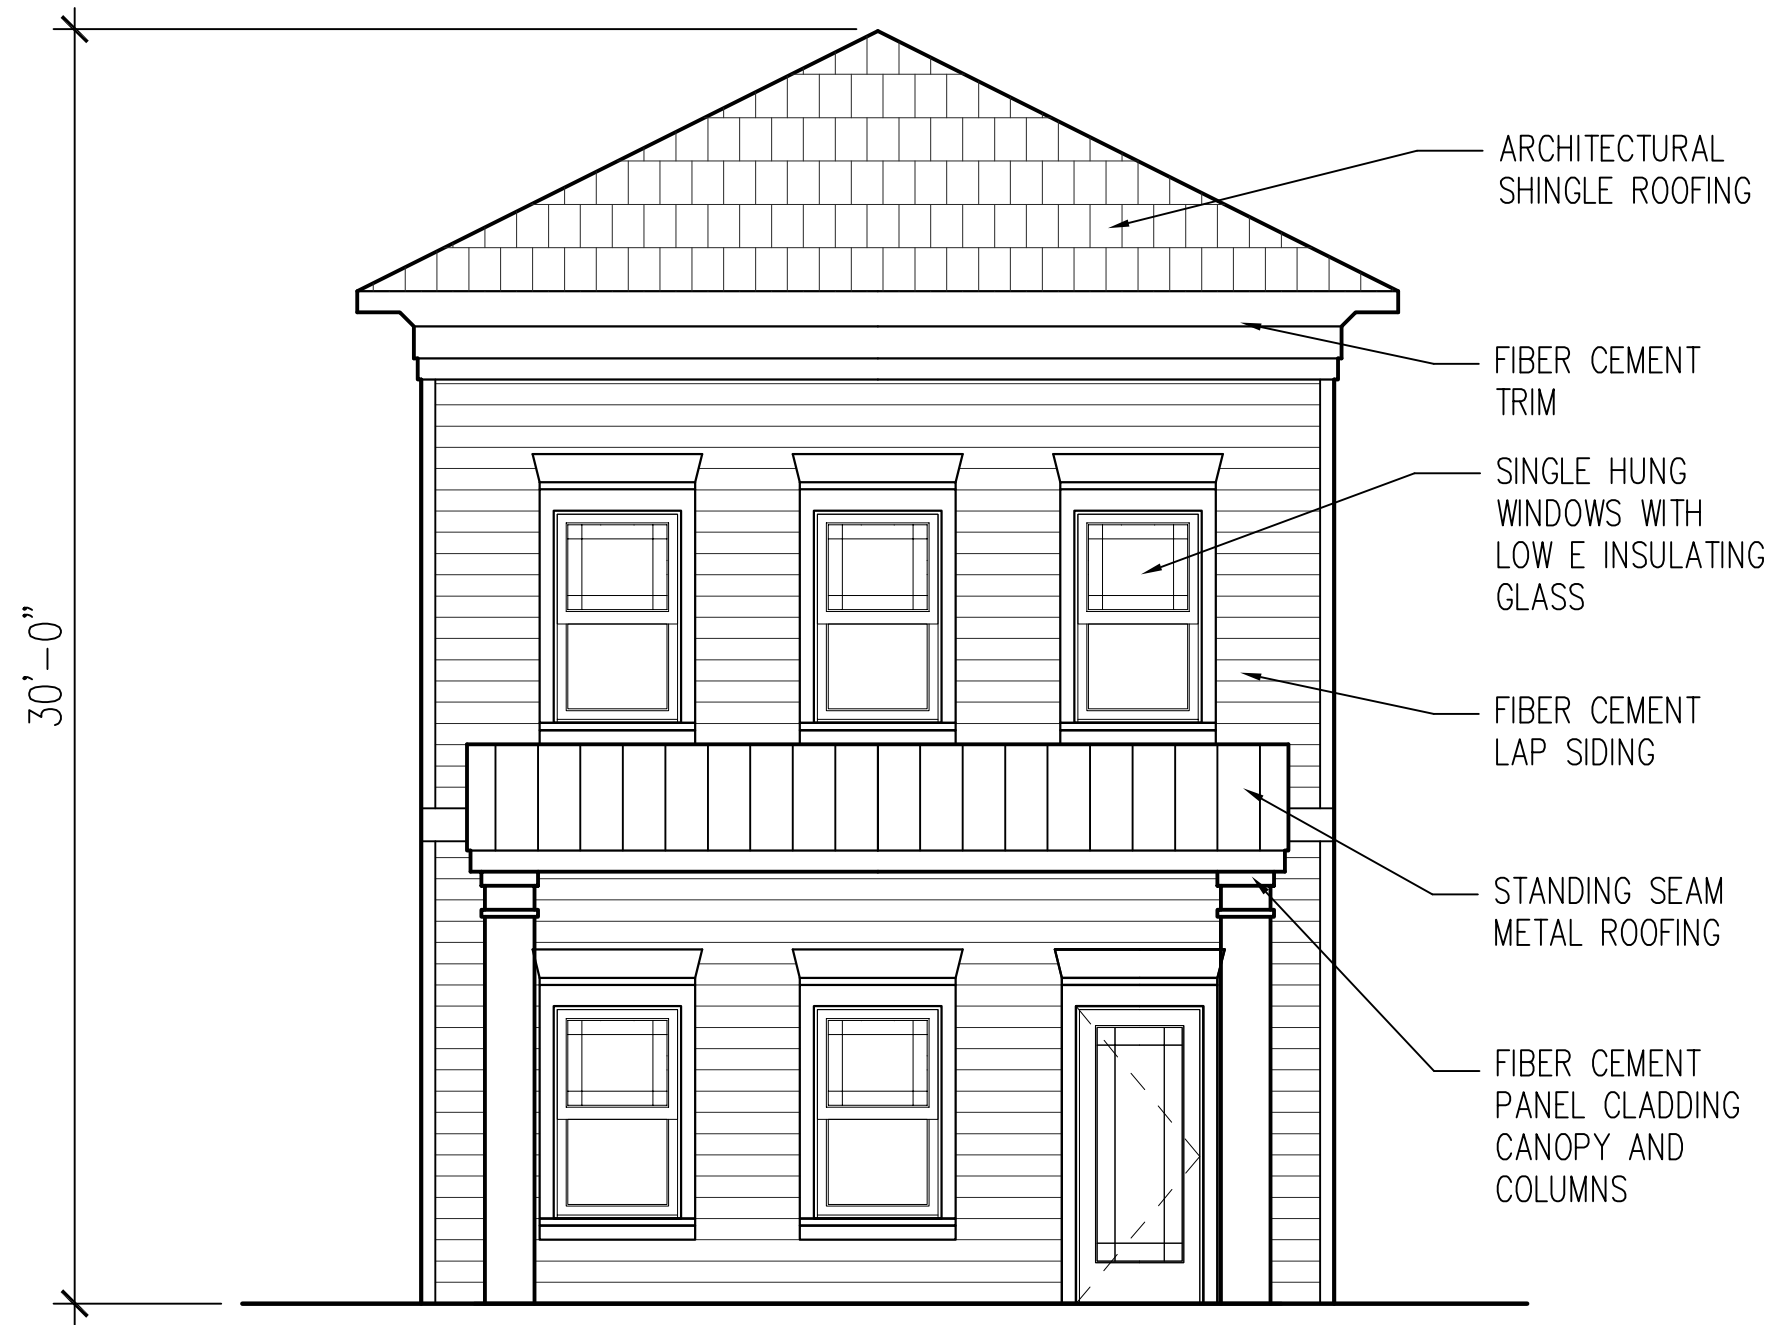 30'-0"
ARCHITECTURAL
SHINGLE ROOFING
FIBER CEMENT
TRIM
SINGLE HUNG
WINDOWS WITH
LOW E INSULATING
GLASS
FIBER CEMENT
LAP SIDING
STANDING SEAM
METAL ROOFING
FIBER CEMENT
PANEL CLADDING
CANOPY AND
COLUMNS